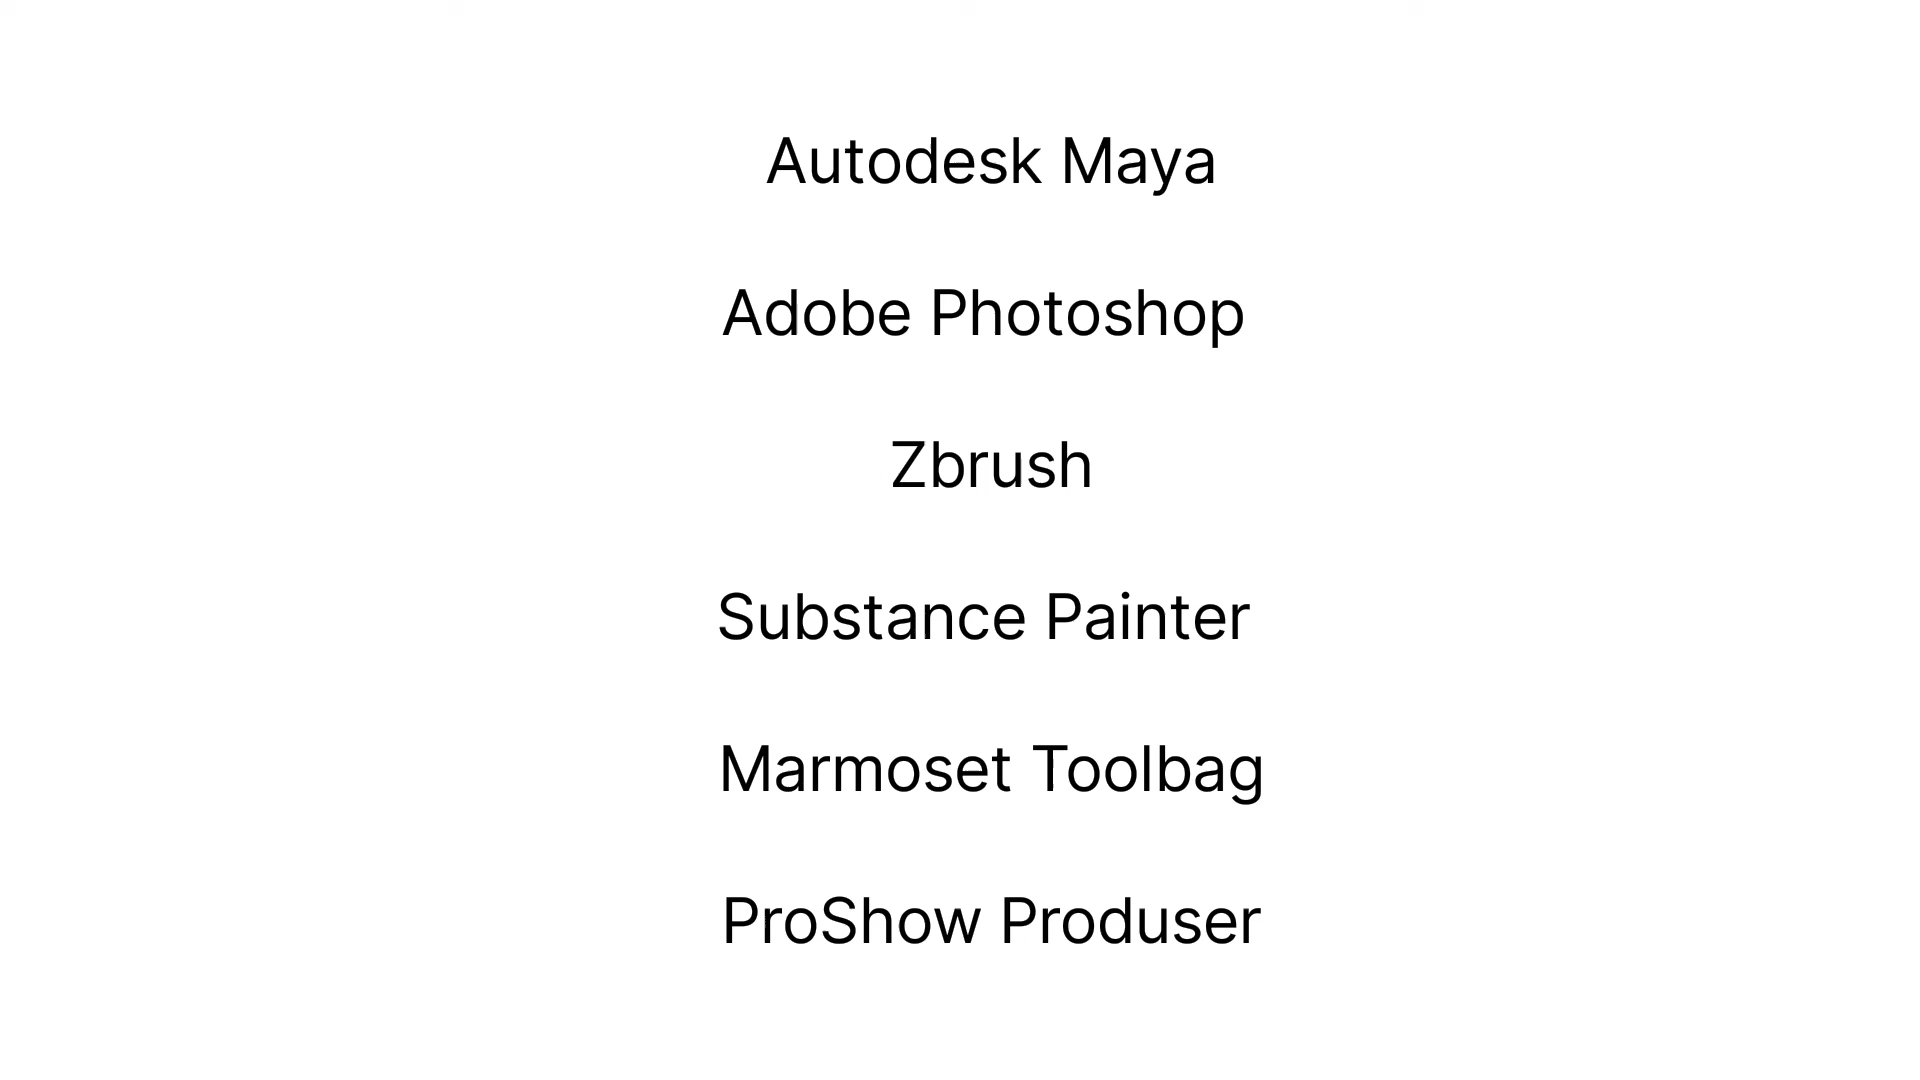 Autodesk Maya
Adobe Photoshop
Zbrush
Substance Painter
Marmoset Toolbag
ProShow Produser